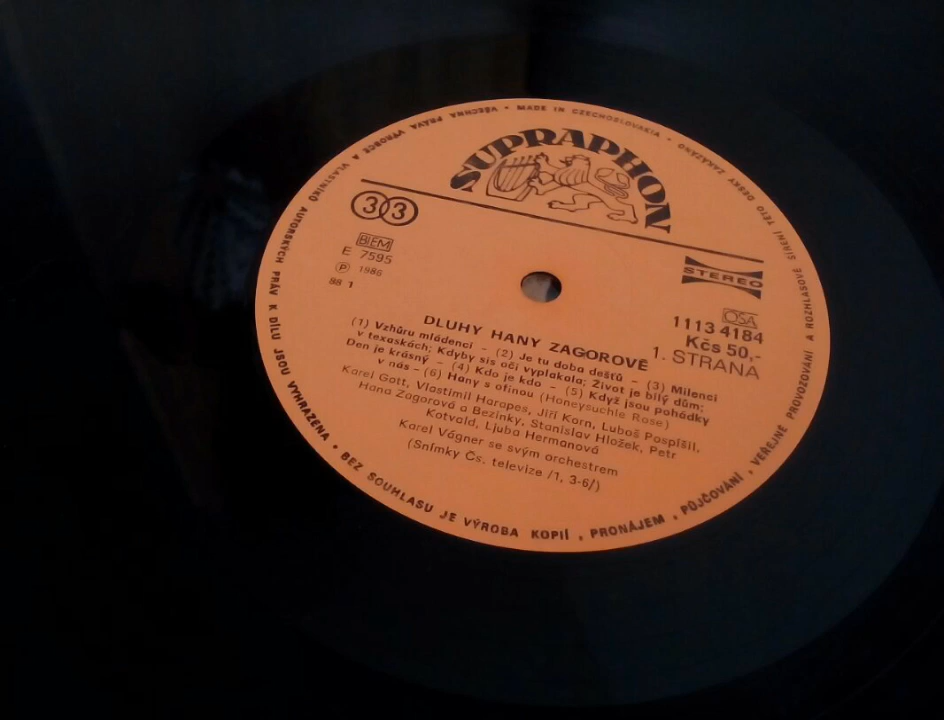 SUPRAPHON
33
BIEM
E 7595
Ⓟ 1986
88 1
STEREO
OSA
1113 4184
Kčs 50,-
1. STRANA
DLUHY HANY ZAGOROVÉ
(1) Vzhůru mládenci – (2) Je tu doba dešťů – (3) Milenci
v texaskách; Kdyby sis oči vyplakala; Život je bílý dům;
Den je krásný – (4) Kdo je kdo – (5) Když jsou pohádky
v nás – (6) Hany s ofinou (Honeysuckle Rose)
Karel Gott, Vlastimil Harapes, Jiří Korn, Luboš Pospíšil,
Hana Zagorová a Bezinky, Stanislav Hložek, Petr
Kotvald, Ljuba Hermanová
Karel Vágner se svým orchestrem
(Snímky Čs. televize /1, 3-6/)
MADE IN CZECHOSLOVAKIA • VŠECHNA PRÁVA VÝROBCE A VLASTNÍKŮ AUTORSKÝCH PRÁV K DÍLU JSOU VYHRAZENA • BEZ SOUHLASU JE VÝROBA KOPIÍ, PRONÁJEM, PŮJČOVÁNÍ, VEŘEJNÉ PROVOZOVÁNÍ A ROZHLASOVÉ ŠÍŘENÍ TÉTO DESKY ZAKÁZÁNO •